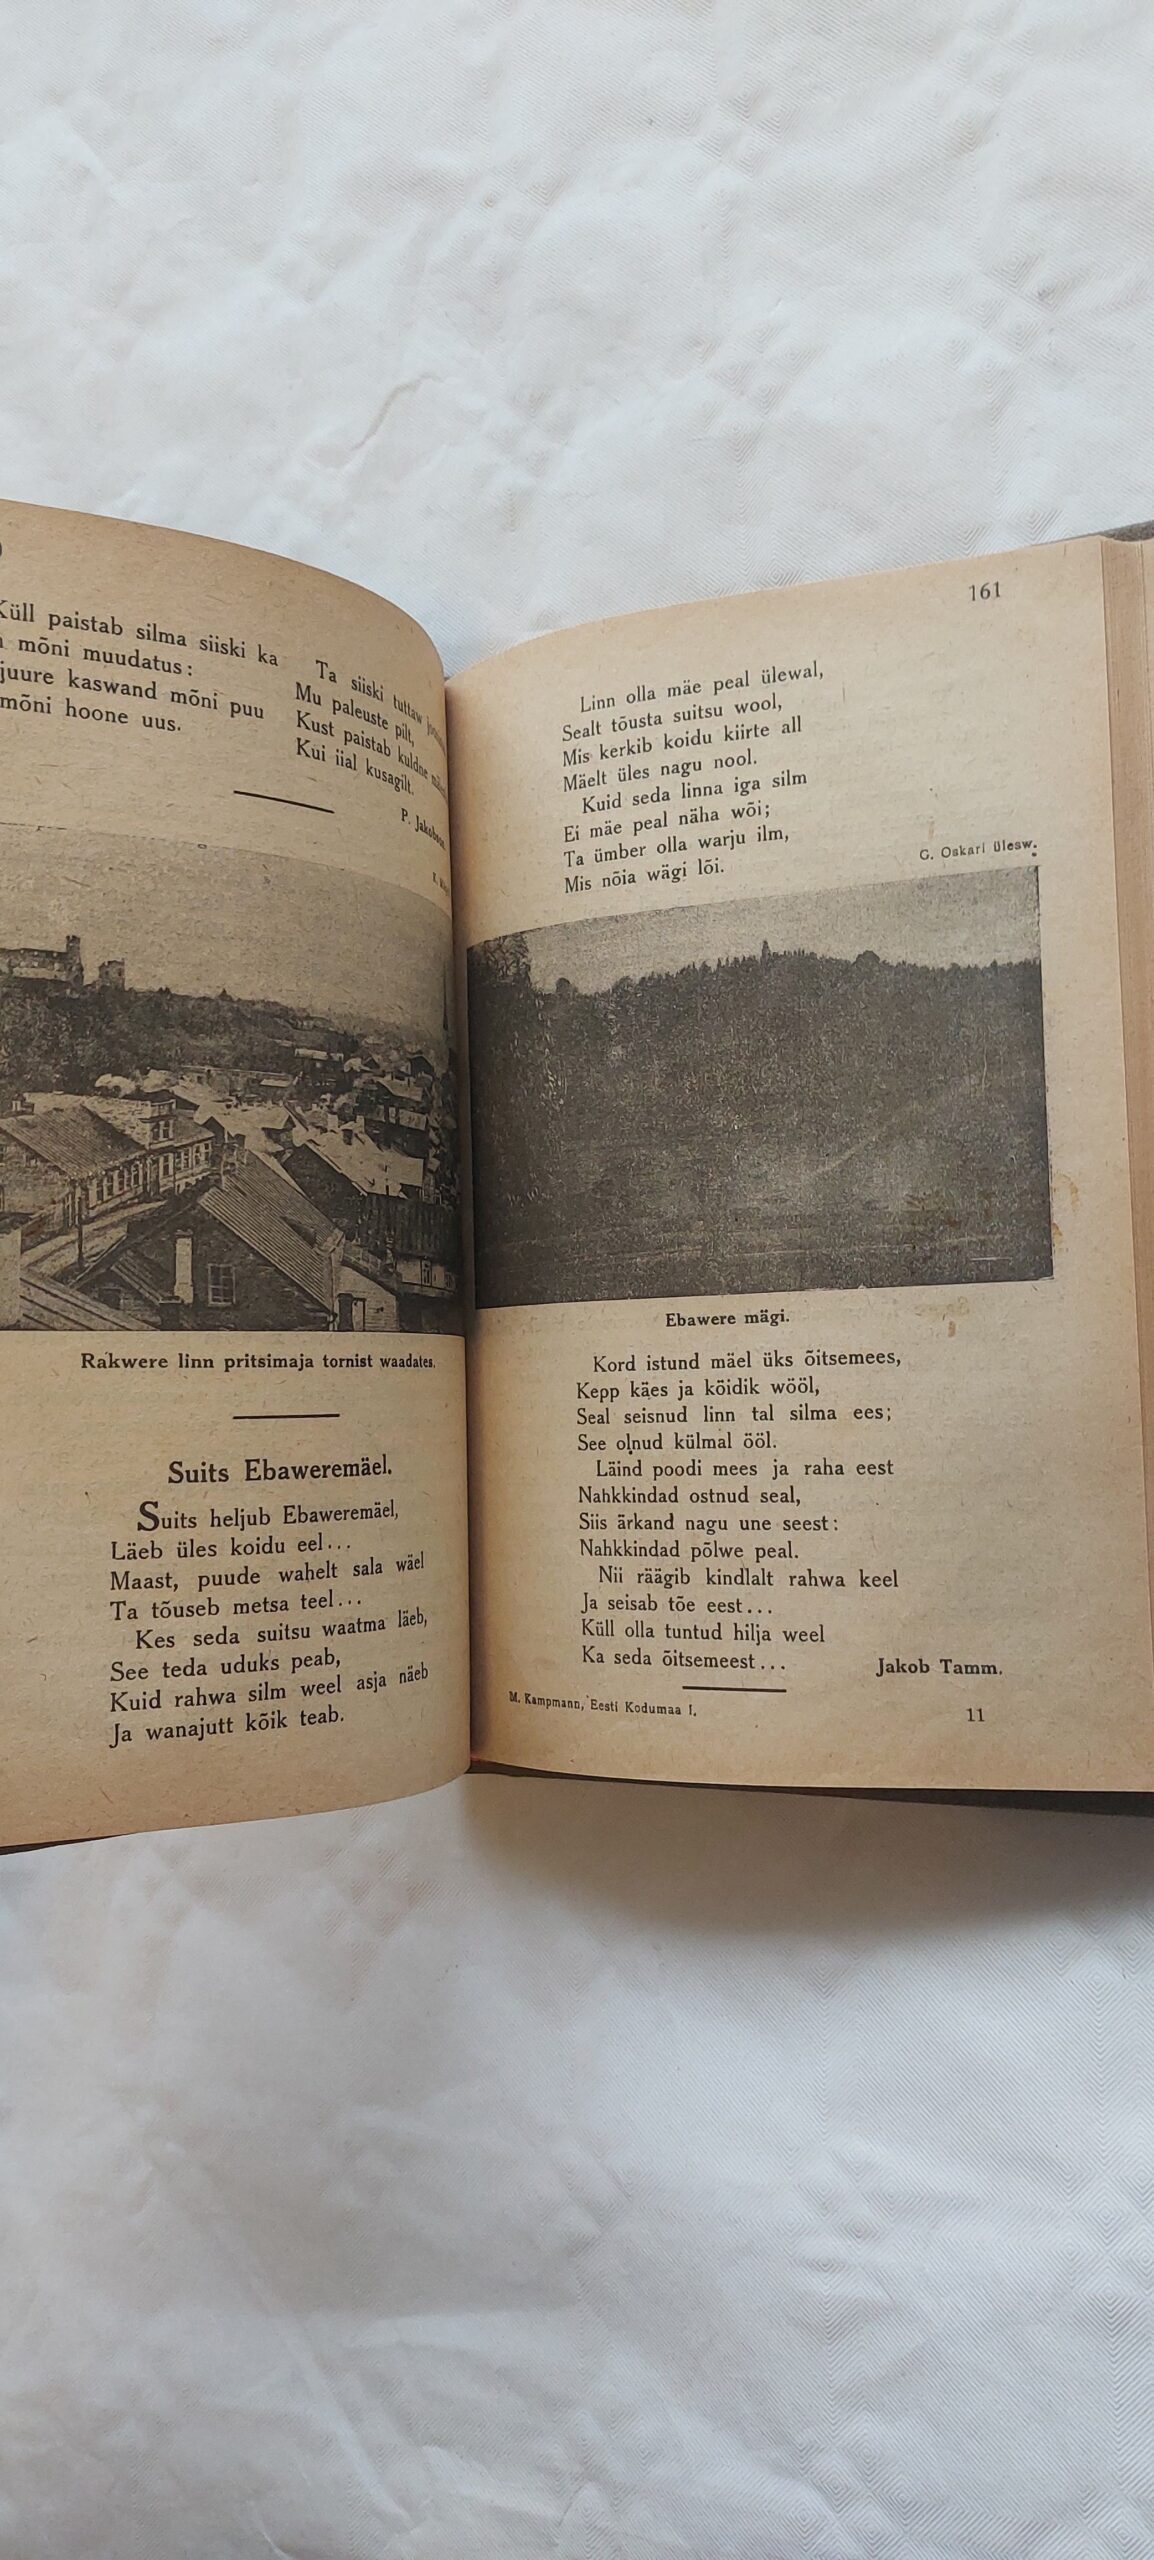 Küll paistab silma siiski ka
mõni muudatus:
juure kaswand mõni puu
mõni hoone uus.
Ta siiski tuttaw
Mu paleuste pilt,
Kust paistab kuldne
Kui iial kusagilt.
P. Jakobson.
Rakwere linn pritsimaja tornist waadates.
Suits Ebaweremäel.
Suits heljub Ebaweremäel,
Läeb üles koidu eel...
Maast, puude wahelt sala wäel
Ta tõuseb metsa teel...
Kes seda suitsu waatma läeb,
See teda uduks peab,
Kuid rahwa silm weel asja näeb
Ja wanajutt kõik teab.
161
Linn olla mäe peal ülewal,
Sealt tõusta suitsu wool,
Mis kerkib koidu kiirte all
Mäelt üles nagu nool.
Kuid seda linna iga silm
Ei mäe peal näha wõi;
Ta ümber olla warju ilm,
Mis nõia wägi lõi.
G. Oskari ülesw.
Ebawere mägi.
Kord istund mäel üks õitsemees,
Kepp käes ja kõidik wööl,
Seal seisnud linn tal silma ees;
See olnud külmal ööl.
Läind poodi mees ja raha eest
Nahkkindad ostnud seal,
Siis ärkand nagu une seest:
Nahkkindad põlwe peal.
Nii räägib kindlalt rahwa keel
Ja seisab tõe eest...
Küll olla tuntud hilja weel
Ka seda õitsemeest...
Jakob Tamm.
M. Kampmann, Eesti Kodumaa I.
11